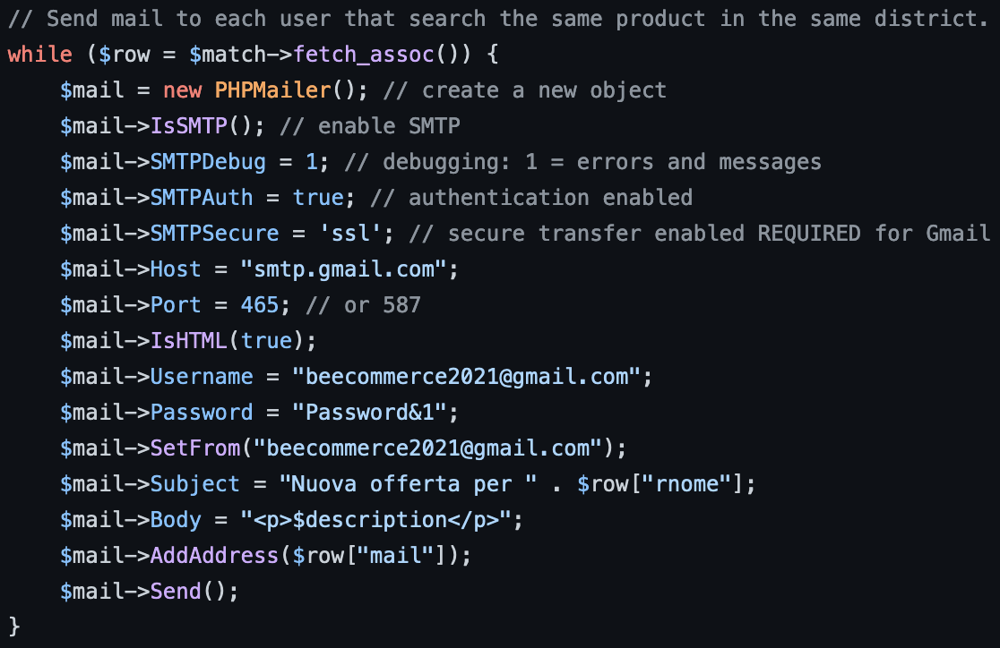 // Send mail to each user that search the same product in the same district.
while ($row = $match->fetch_assoc()) {
    $mail = new PHPMailer(); // create a new object
    $mail->IsSMTP(); // enable SMTP
    $mail->SMTPDebug = 1; // debugging: 1 = errors and messages
    $mail->SMTPAuth = true; // authentication enabled
    $mail->SMTPSecure = 'ssl'; // secure transfer enabled REQUIRED for Gmail
    $mail->Host = "smtp.gmail.com";
    $mail->Port = 465; // or 587
    $mail->IsHTML(true);
    $mail->Username = "beecommerce2021@gmail.com";
    $mail->Password = "Password&1";
    $mail->SetFrom("beecommerce2021@gmail.com");
    $mail->Subject = "Nuova offerta per " . $row["rnome"];
    $mail->Body = "<p>$description</p>";
    $mail->AddAddress($row["mail"]);
    $mail->Send();
}